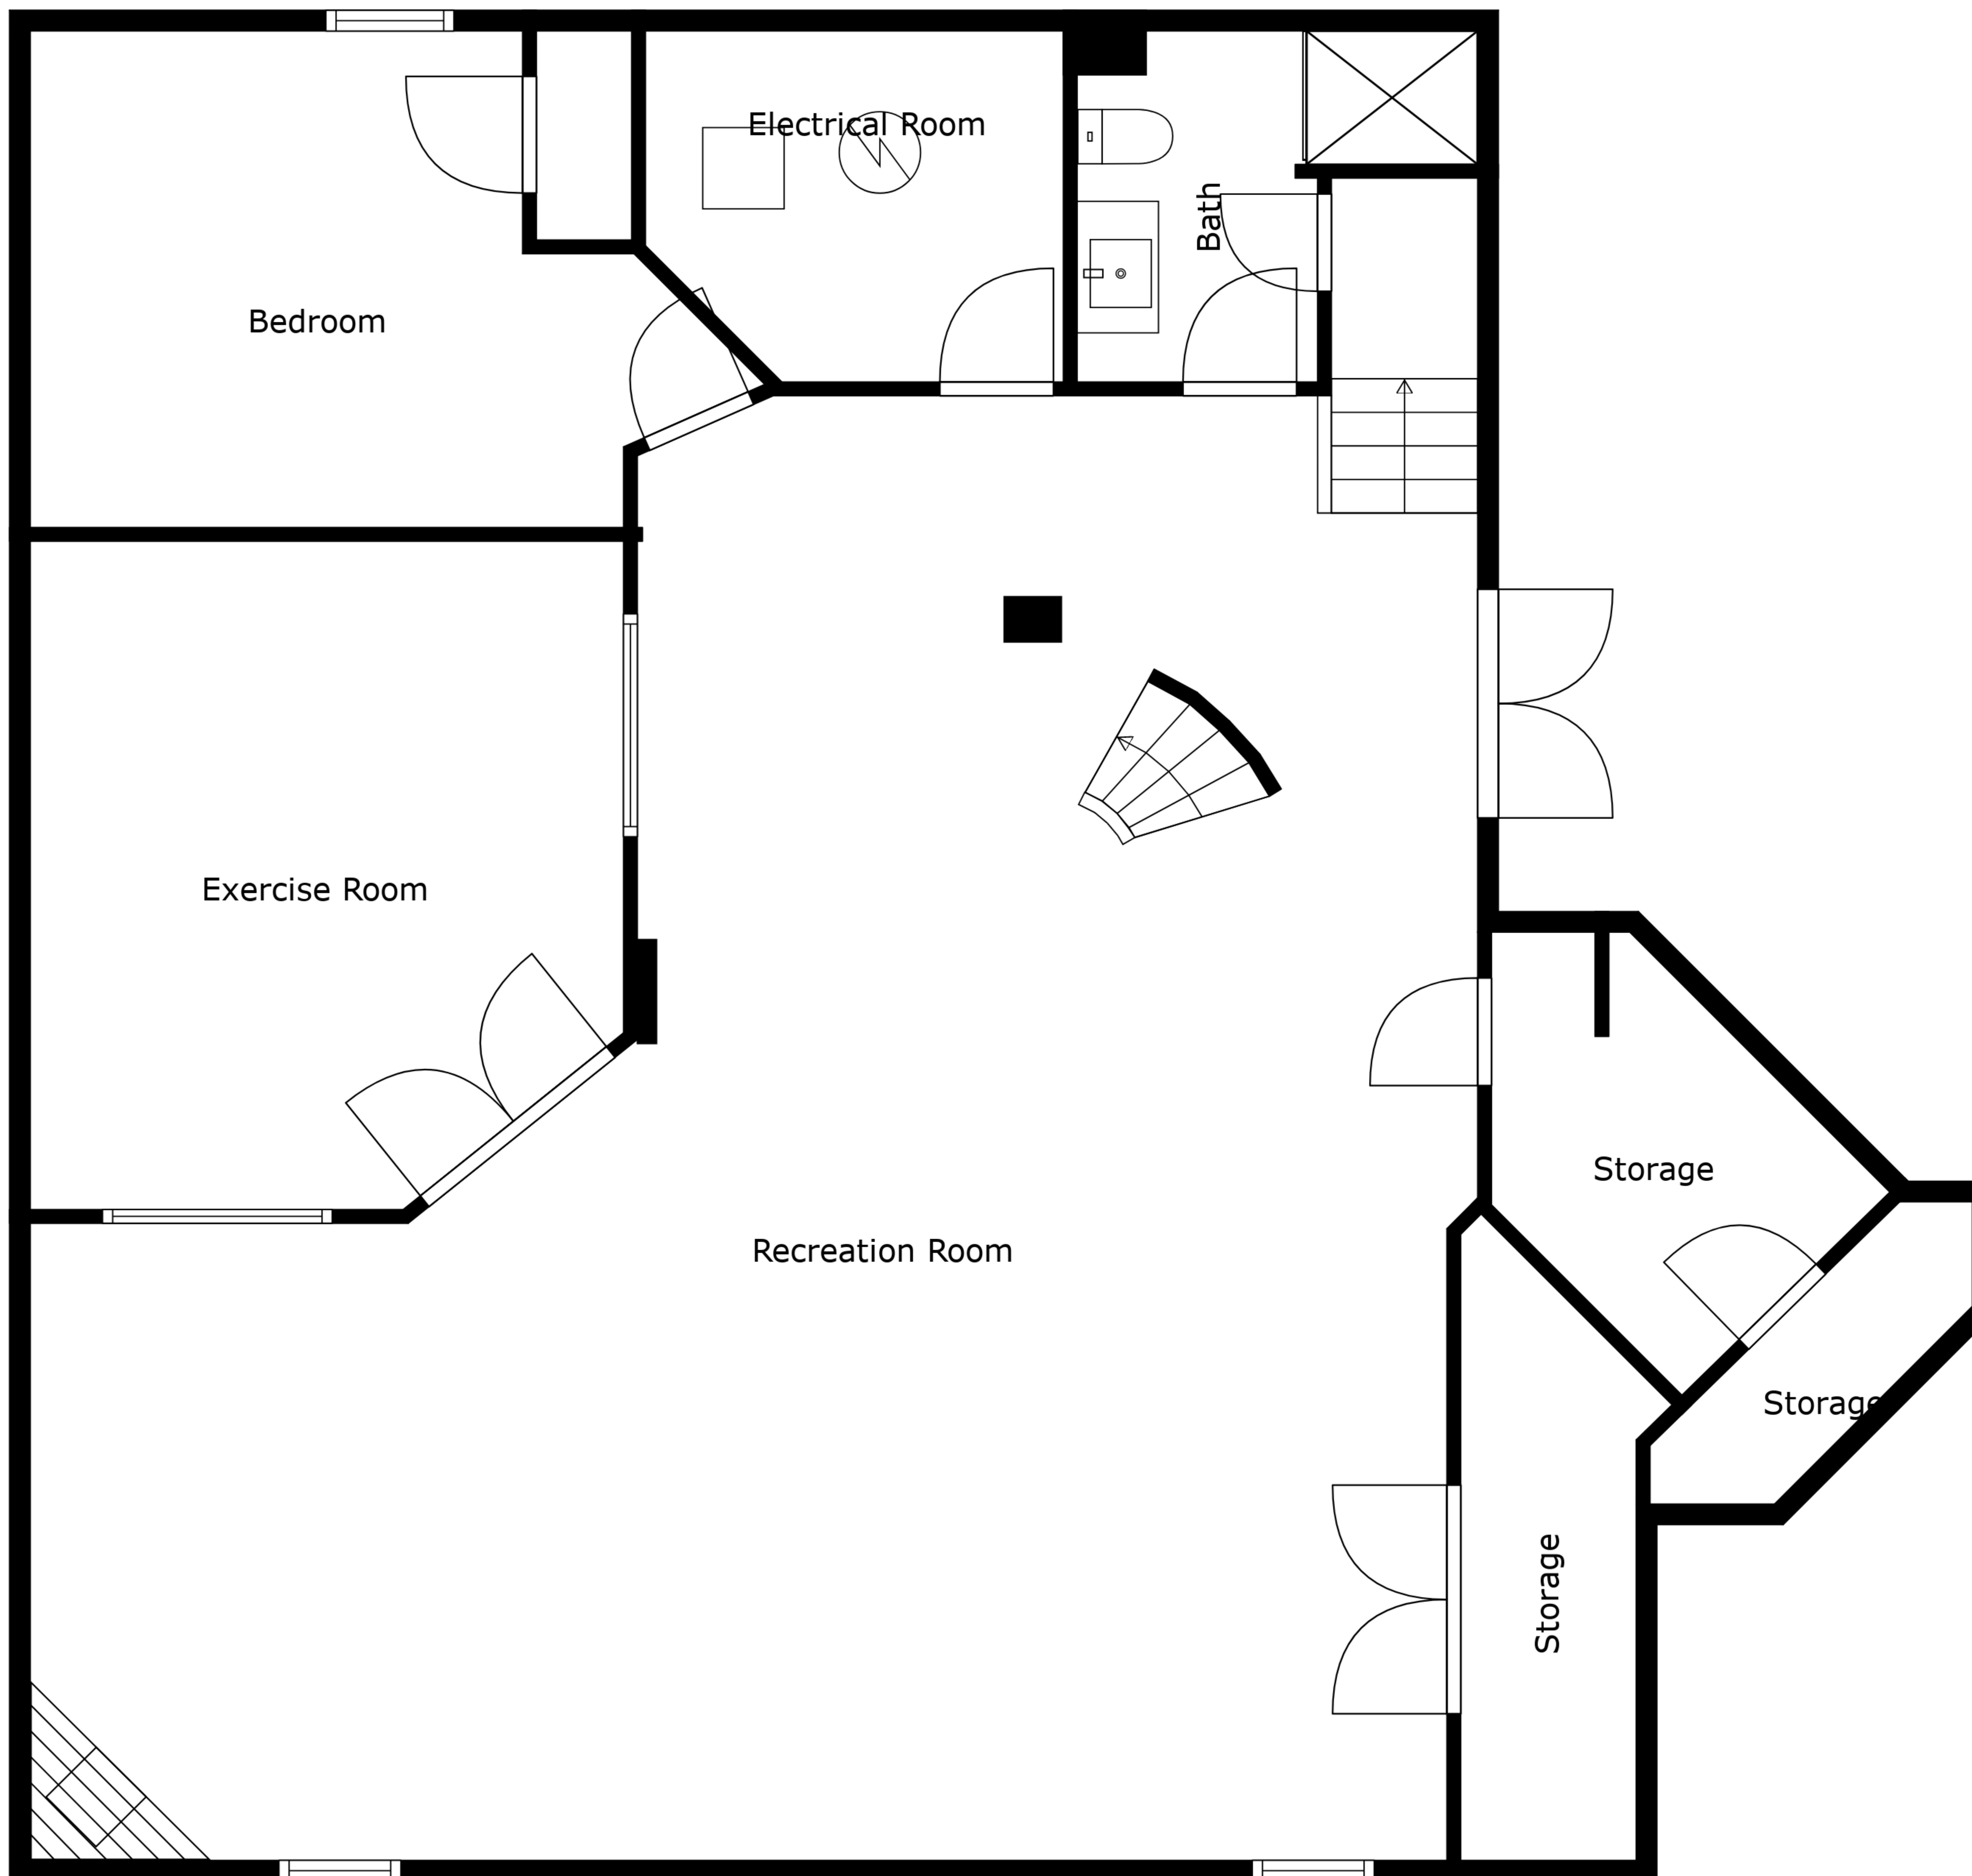 Electrical Room
Bath
Bedroom
Exercise Room
Storage
Recreation Room
Storage
Storage